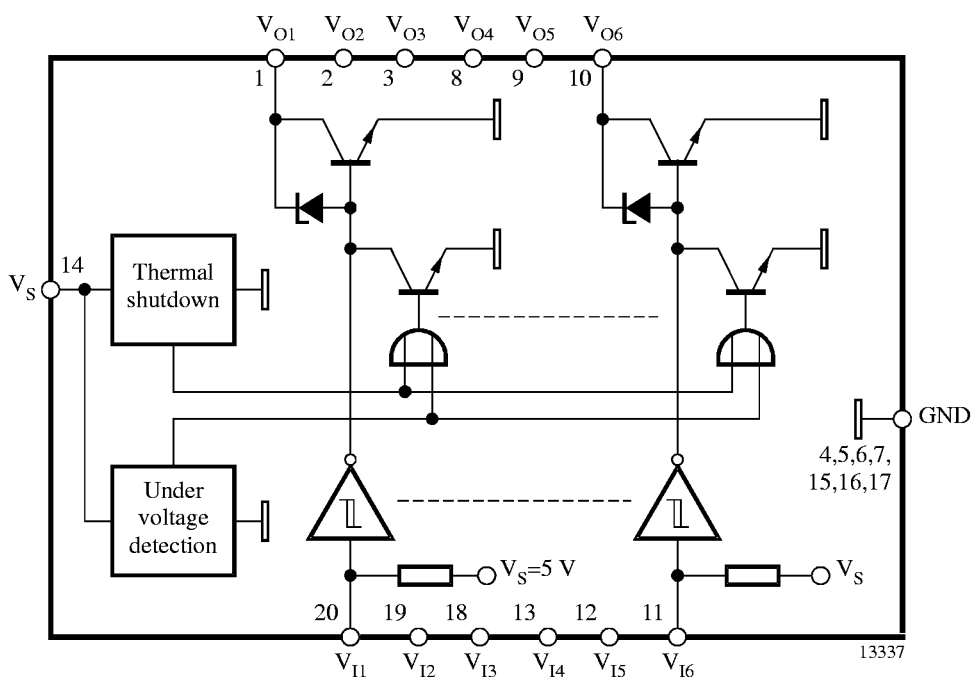 VO1 VO2 VO3 VO4 VO5 VO6
1 2 3 8 9 10
VS 14
Thermal
shutdown
GND
4,5,6,7,
15,16,17
Under
voltage
detection
VS=5 V VS
20 19 18 13 12 11
VI1 VI2 VI3 VI4 VI5 VI6
13337